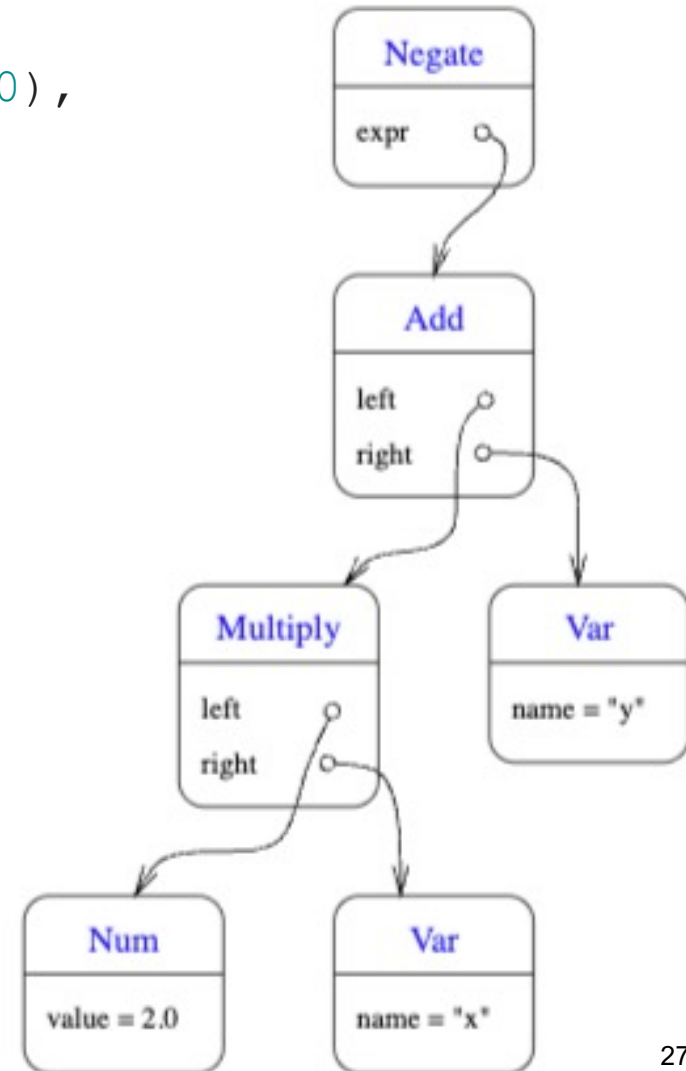 0),
Negate
expr
Add
left
right
Multiply
left
right
Var
name = "y"
Num
value = 2.0
Var
name = "x"
27